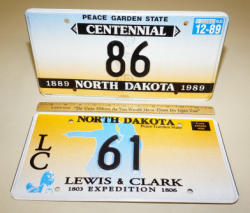 PEACE GARDEN STATE
CENTENNIAL
12-89
86
1889 NORTH DAKOTA 1989
NORTH DAKOTA
Peace Garden State
LC
61
LEWIS & CLARK
1803 EXPEDITION 1806